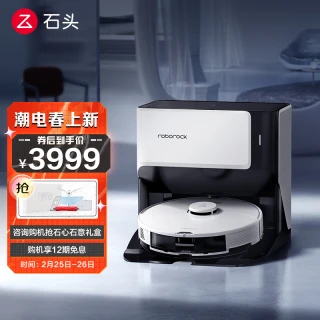 石头
roborock
潮电春上新
券后到手价
¥3999
抢
咨询购机抢石心石意礼盒
购机享12期免息
时间：2月25日-26日